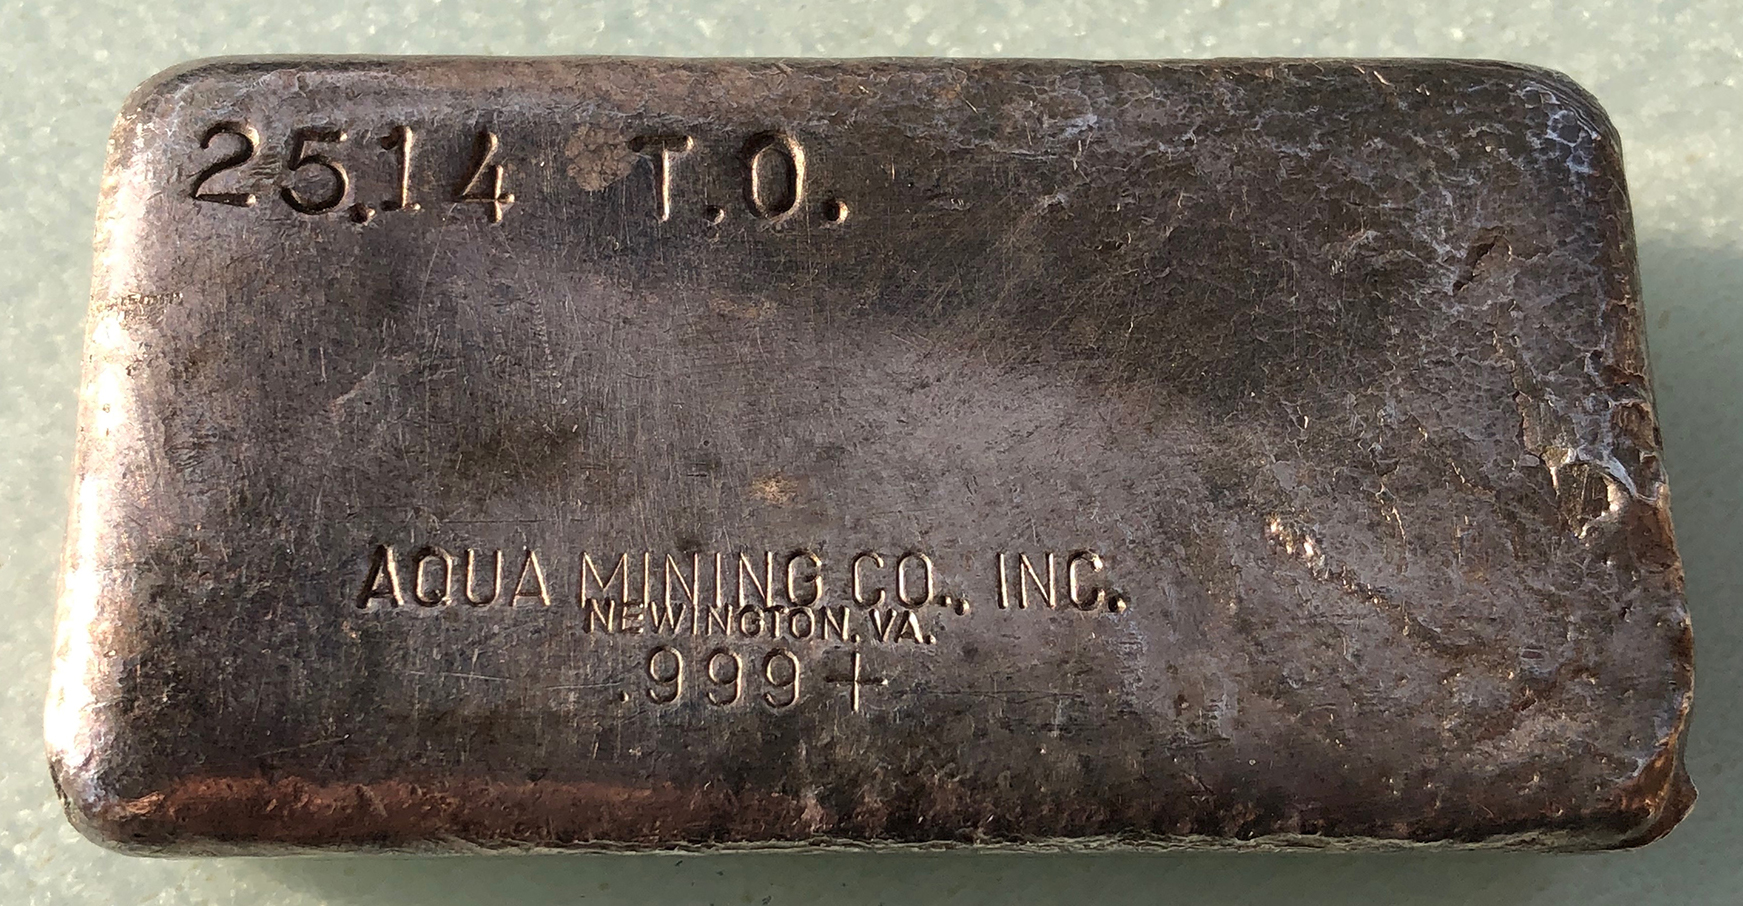 25.14 T.O.
AQUA MINING CO., INC.
NEWINGTON, VA.
.999+